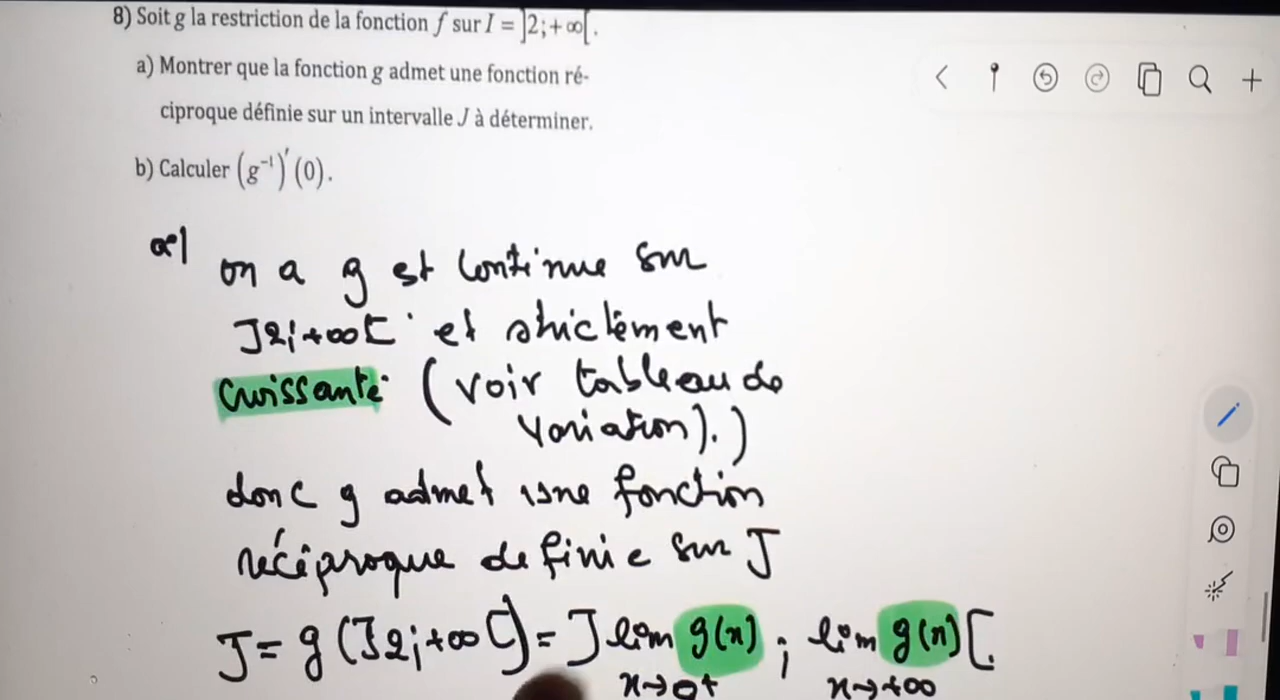 8) Soit g la restriction de la fonction f sur I = ]2;+∞[.
a) Montrer que la fonction g admet une fonction ré-
ciproque définie sur un intervalle J à déterminer.
b) Calculer (g⁻¹)′(0).
a) on a g est continue sur
]2;+∞[ et strictement
croissante (voir tableau de
variation).)
donc g admet une fonction
réciproque definie sur J
J = g(]2;+∞[) = ]lim g(x) ; lim g(x)[.
x→0⁺ x→+∞